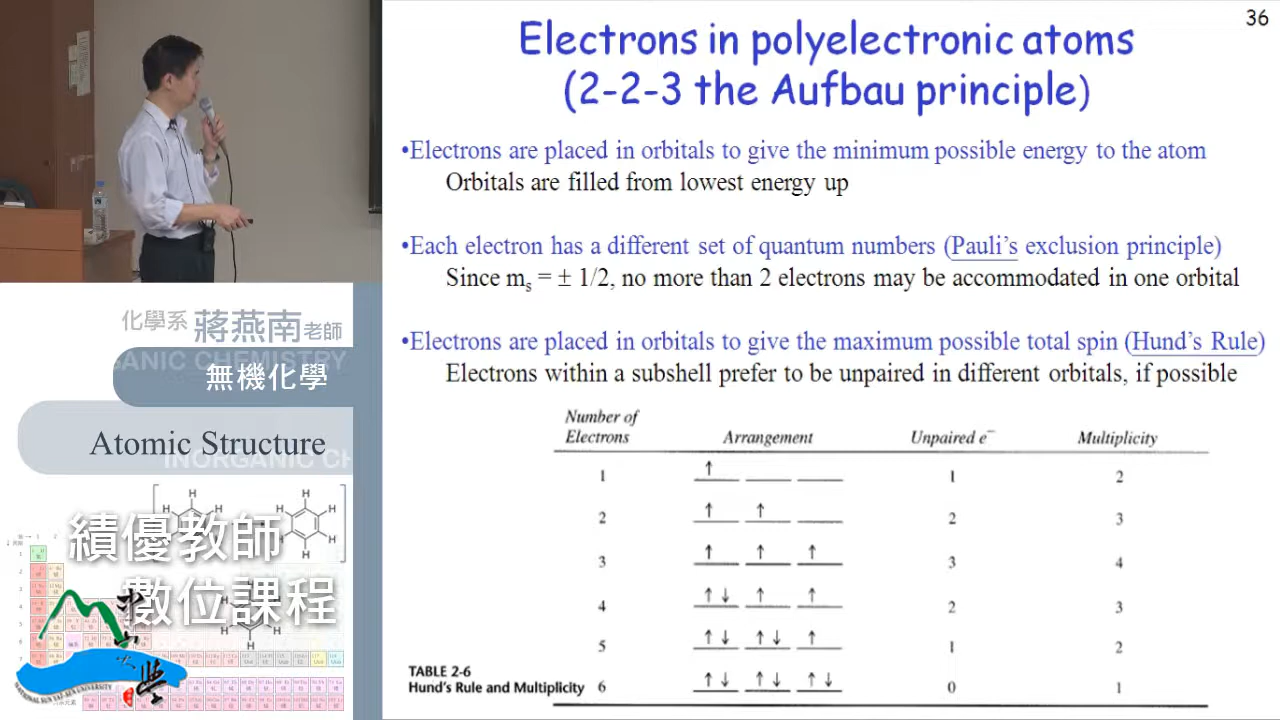 36
Electrons in polyelectronic atoms
(2-2-3 the Aufbau principle)
•Electrons are placed in orbitals to give the minimum possible energy to the atom
Orbitals are filled from lowest energy up
•Each electron has a different set of quantum numbers (Pauli's exclusion principle)
Since ms = ± 1/2, no more than 2 electrons may be accommodated in one orbital
•Electrons are placed in orbitals to give the maximum possible total spin (Hund's Rule)
Electrons within a subshell prefer to be unpaired in different orbitals, if possible
Number of
Electrons Arrangement Unpaired e⁻ Multiplicity
1 ↑ 1 2
2 ↑ ↑ 2 3
3 ↑ ↑ ↑ 3 4
4 ↑↓ ↑ ↑ 2 3
5 ↑↓ ↑↓ ↑ 1 2
6 ↑↓ ↑↓ ↑↓ 0 1
TABLE 2-6
Hund's Rule and Multiplicity
化學系 蔣燕南老師
無機化學
Atomic Structure
INORGANIC CH
績優教師
數位課程
NATIONAL SUN YAT-SEN UNIVERSITY